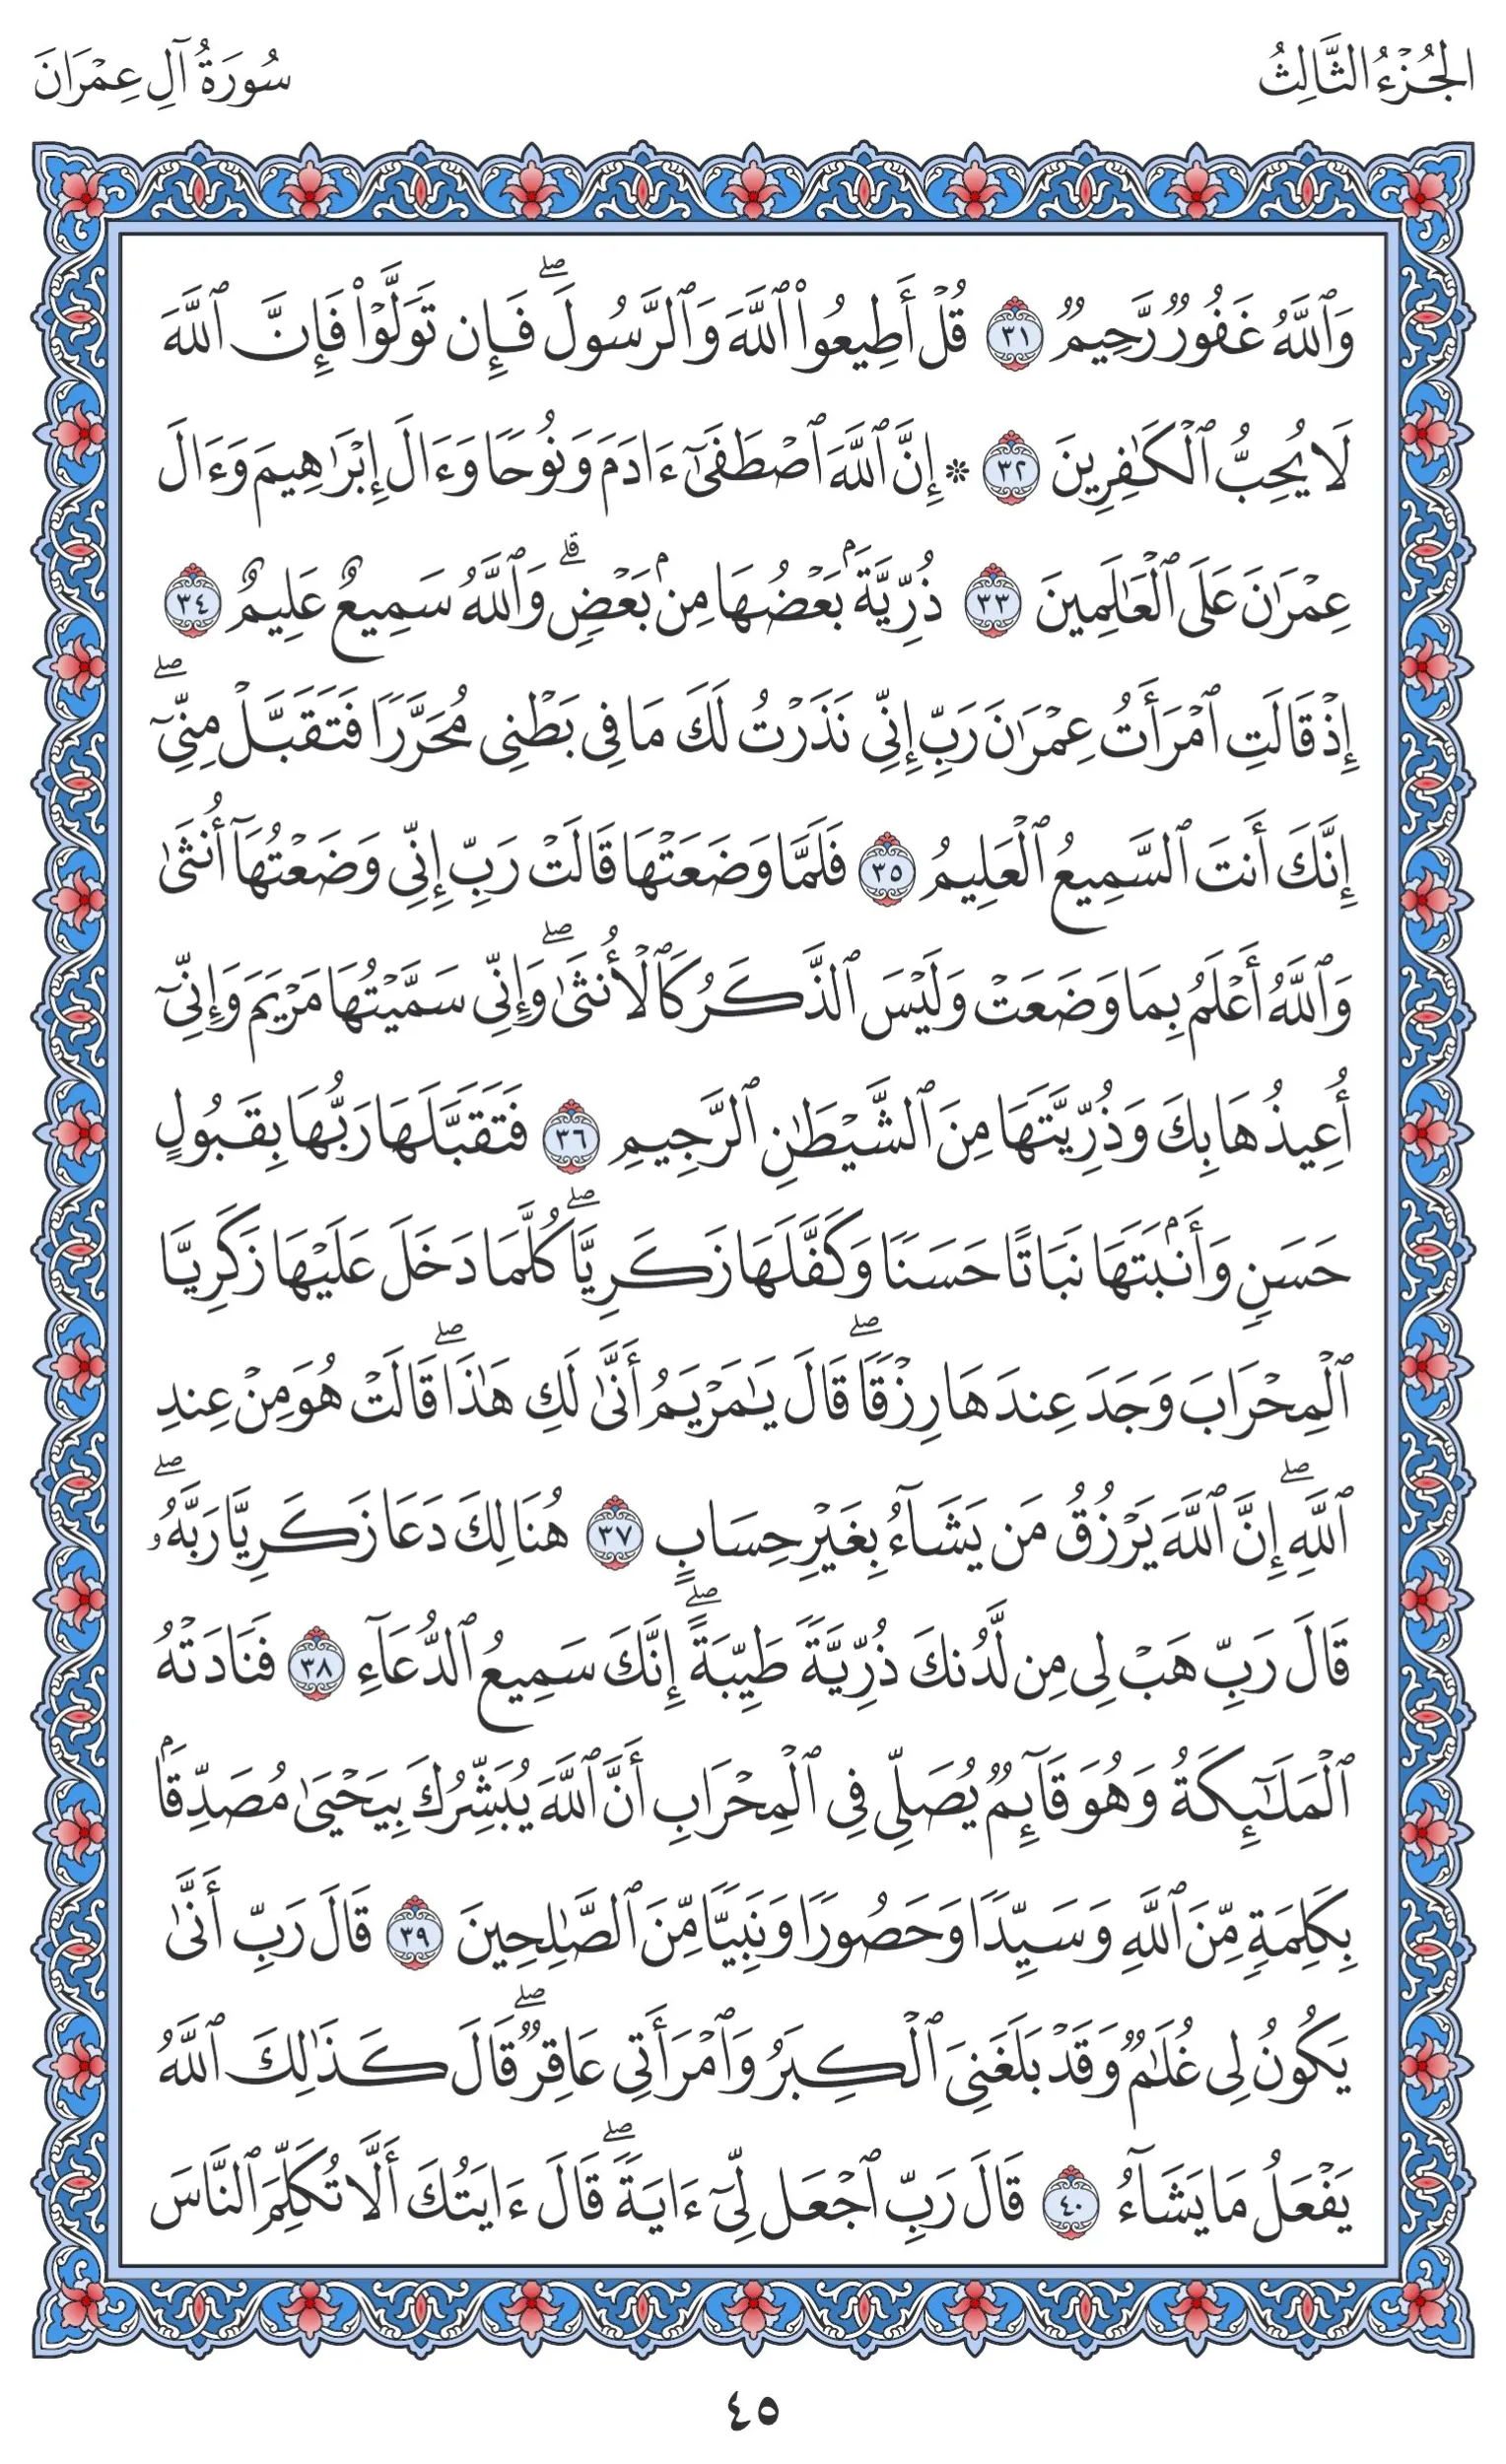 الجُزْءُ الثَّالِثُ
سُورَةُ آلِ عِمْرَانَ
وَٱللَّهُ غَفُورٌ رَّحِيمٌ ٣١ قُلْ أَطِيعُواْ ٱللَّهَ وَٱلرَّسُولَۖ فَإِن تَوَلَّوْاْ فَإِنَّ ٱللَّهَ
لَا يُحِبُّ ٱلْكَٰفِرِينَ ٣٢ ۞ إِنَّ ٱللَّهَ ٱصْطَفَىٰٓ ءَادَمَ وَنُوحًا وَءَالَ إِبْرَٰهِيمَ وَءَالَ
عِمْرَٰنَ عَلَى ٱلْعَٰلَمِينَ ٣٣ ذُرِّيَّةَۢ بَعْضُهَا مِنۢ بَعْضٍۗ وَٱللَّهُ سَمِيعٌ عَلِيمٌ ٣٤
إِذْ قَالَتِ ٱمْرَأَتُ عِمْرَٰنَ رَبِّ إِنِّي نَذَرْتُ لَكَ مَا فِي بَطْنِي مُحَرَّرًا فَتَقَبَّلْ مِنِّيٓۖ
إِنَّكَ أَنتَ ٱلسَّمِيعُ ٱلْعَلِيمُ ٣٥ فَلَمَّا وَضَعَتْهَا قَالَتْ رَبِّ إِنِّي وَضَعْتُهَآ أُنثَىٰ
وَٱللَّهُ أَعْلَمُ بِمَا وَضَعَتْ وَلَيْسَ ٱلذَّكَرُ كَٱلْأُنثَىٰۖ وَإِنِّي سَمَّيْتُهَا مَرْيَمَ وَإِنِّيٓ
أُعِيذُهَا بِكَ وَذُرِّيَّتَهَا مِنَ ٱلشَّيْطَٰنِ ٱلرَّجِيمِ ٣٦ فَتَقَبَّلَهَا رَبُّهَا بِقَبُولٍ
حَسَنٍ وَأَنۢبَتَهَا نَبَاتًا حَسَنًا وَكَفَّلَهَا زَكَرِيَّاۖ كُلَّمَا دَخَلَ عَلَيْهَا زَكَرِيَّا
ٱلْمِحْرَابَ وَجَدَ عِندَهَا رِزْقًاۖ قَالَ يَٰمَرْيَمُ أَنَّىٰ لَكِ هَٰذَاۖ قَالَتْ هُوَ مِنْ عِندِ
ٱللَّهِۖ إِنَّ ٱللَّهَ يَرْزُقُ مَن يَشَآءُ بِغَيْرِ حِسَابٍ ٣٧ هُنَالِكَ دَعَا زَكَرِيَّا رَبَّهُۥۖ
قَالَ رَبِّ هَبْ لِي مِن لَّدُنكَ ذُرِّيَّةً طَيِّبَةًۖ إِنَّكَ سَمِيعُ ٱلدُّعَآءِ ٣٨ فَنَادَتْهُ
ٱلْمَلَٰٓئِكَةُ وَهُوَ قَآئِمٌ يُصَلِّي فِي ٱلْمِحْرَابِ أَنَّ ٱللَّهَ يُبَشِّرُكَ بِيَحْيَىٰ مُصَدِّقَۢا
بِكَلِمَةٍ مِّنَ ٱللَّهِ وَسَيِّدًا وَحَصُورًا وَنَبِيًّا مِّنَ ٱلصَّٰلِحِينَ ٣٩ قَالَ رَبِّ أَنَّىٰ
يَكُونُ لِي غُلَٰمٌ وَقَدْ بَلَغَنِيَ ٱلْكِبَرُ وَٱمْرَأَتِي عَاقِرٌۖ قَالَ كَذَٰلِكَ ٱللَّهُ
يَفْعَلُ مَا يَشَآءُ ٤٠ قَالَ رَبِّ ٱجْعَل لِّيٓ ءَايَةًۖ قَالَ ءَايَتُكَ أَلَّا تُكَلِّمَ ٱلنَّاسَ
٤٥